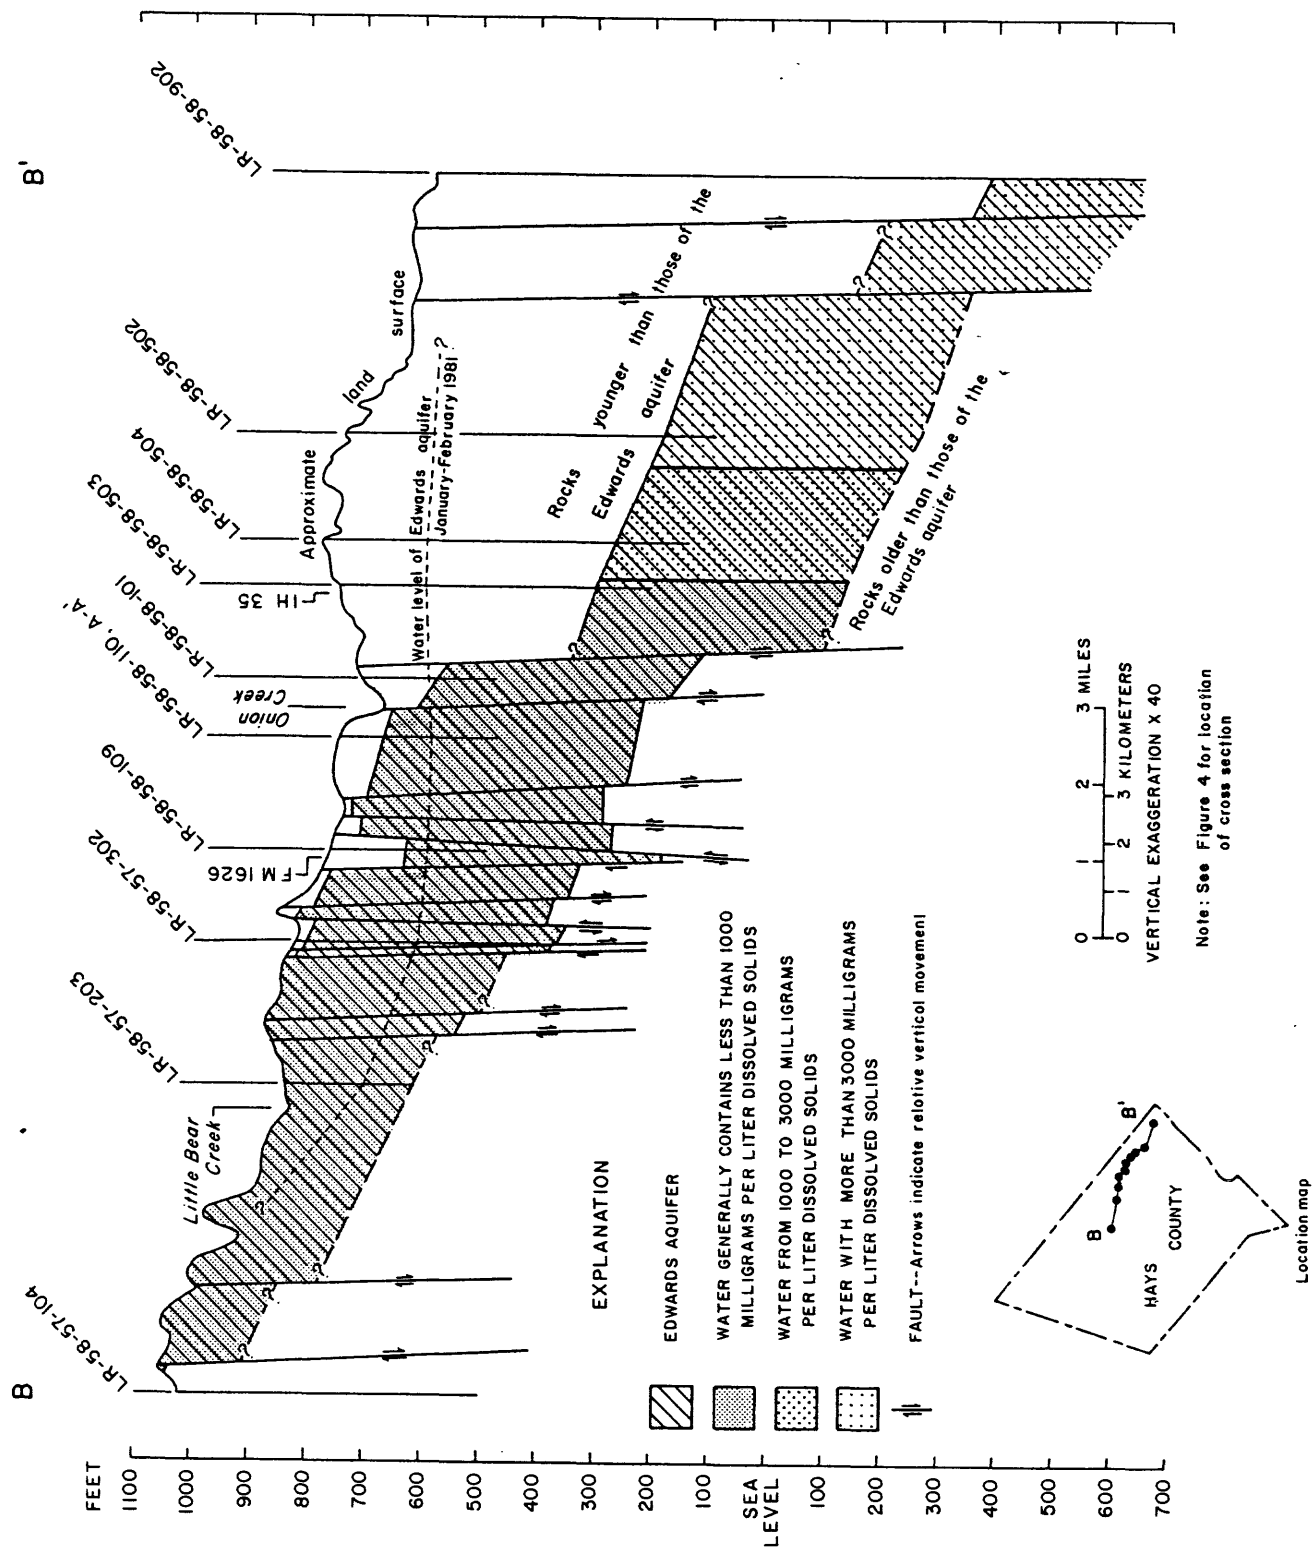 B
B'
FEET
1100
1000
900
800
700
600
500
400
300
200
100
SEA
LEVEL
100
200
300
400
500
600
700
LR-58-57-104
Little Bear
Creek
LR-58-57-203
LR-58-57-302
FM 1626
LR-58-58-109
LR-58-58-110, A-A'
Onion
Creek
LR-58-58-101
IH 35
LR-58-58-503
LR-58-58-504
LR-58-58-502
LR-58-58-902
Approximate land surface
Water level of Edwards aquifer
January-February 1981
?
?
?
?
?
?
?
?
?
?
?
?
?
?
Rocks younger than those of the
Edwards aquifer
Rocks older than those of the
Edwards aquifer
EXPLANATION
EDWARDS AQUIFER
WATER GENERALLY CONTAINS LESS THAN 1000
MILLIGRAMS PER LITER DISSOLVED SOLIDS
WATER FROM 1000 TO 3000 MILLIGRAMS
PER LITER DISSOLVED SOLIDS
WATER WITH MORE THAN 3000 MILLIGRAMS
PER LITER DISSOLVED SOLIDS
FAULT--Arrows indicate relative vertical movement
0 1 2 3 MILES
0 1 2 3 KILOMETERS
VERTICAL EXAGGERATION X 40
Note: See Figure 4 for location
of cross section
B
B'
HAYS
COUNTY
Location map